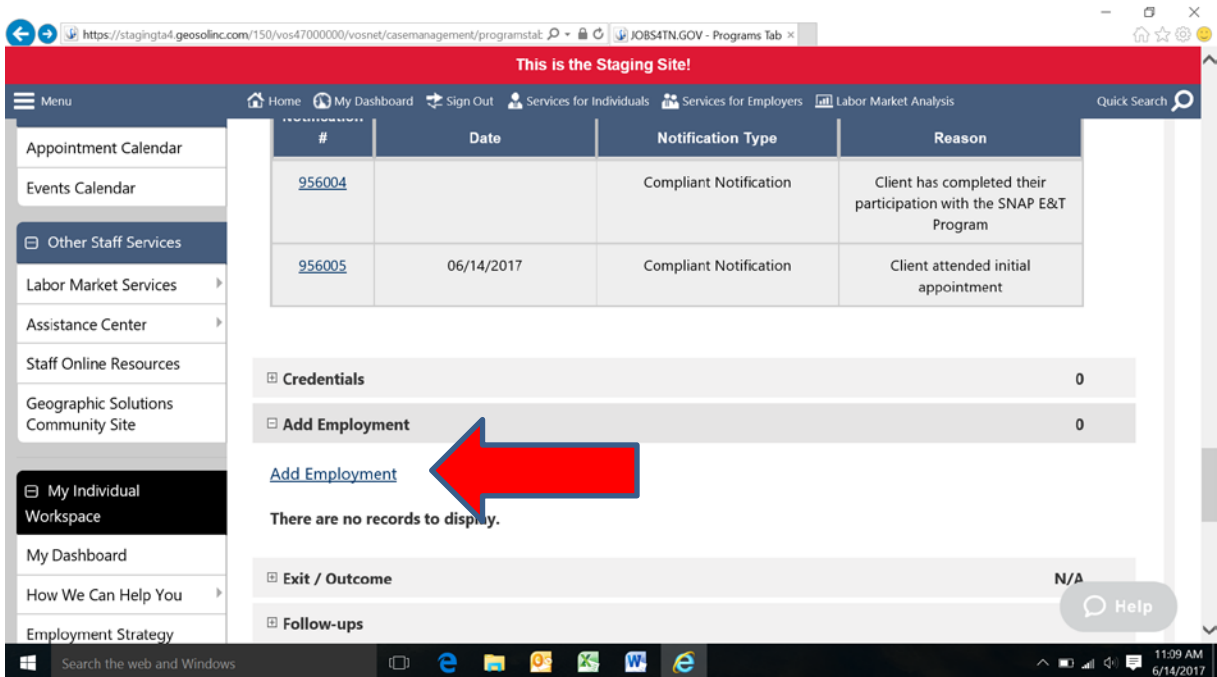 https://stagingta4.geosolinc.com/150/vos47000000/vosnet/casemanagement/programstat
JOBS4TN.GOV - Programs Tab
This is the Staging Site!
Menu
Home My Dashboard Sign Out Services for Individuals Services for Employers Labor Market Analysis Quick Search
Appointment Calendar
Events Calendar
Other Staff Services
Labor Market Services
Assistance Center
Staff Online Resources
Geographic Solutions
Community Site
My Individual
Workspace
My Dashboard
How We Can Help You
Employment Strategy
Notification
# Date Notification Type Reason
956004 Compliant Notification Client has completed their
participation with the SNAP E&T
Program
956005 06/14/2017 Compliant Notification Client attended initial
appointment
Credentials 0
Add Employment 0
Add Employment
There are no records to display.
Exit / Outcome N/A
Follow-ups
Help
Search the web and Windows
11:09 AM
6/14/2017